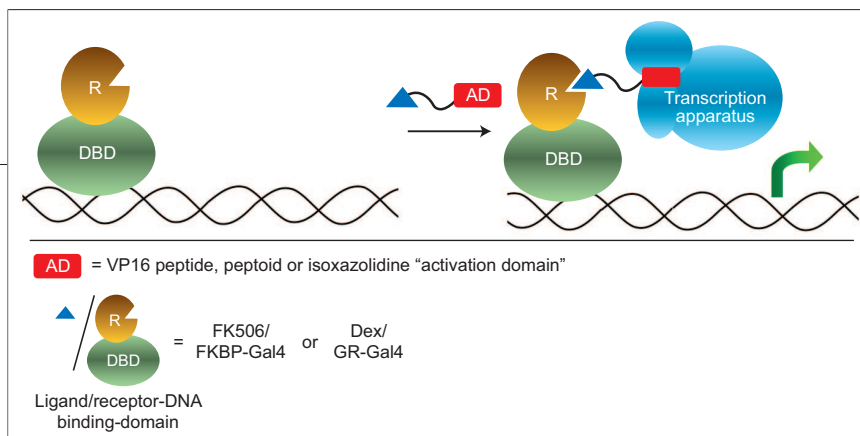 R
DBD
AD
R
DBD
Transcription
apparatus
AD = VP16 peptide, peptoid or isoxazolidine “activation domain”
R
DBD
= FK506/
FKBP-Gal4
or
Dex/
GR-Gal4
Ligand/receptor-DNA
binding-domain